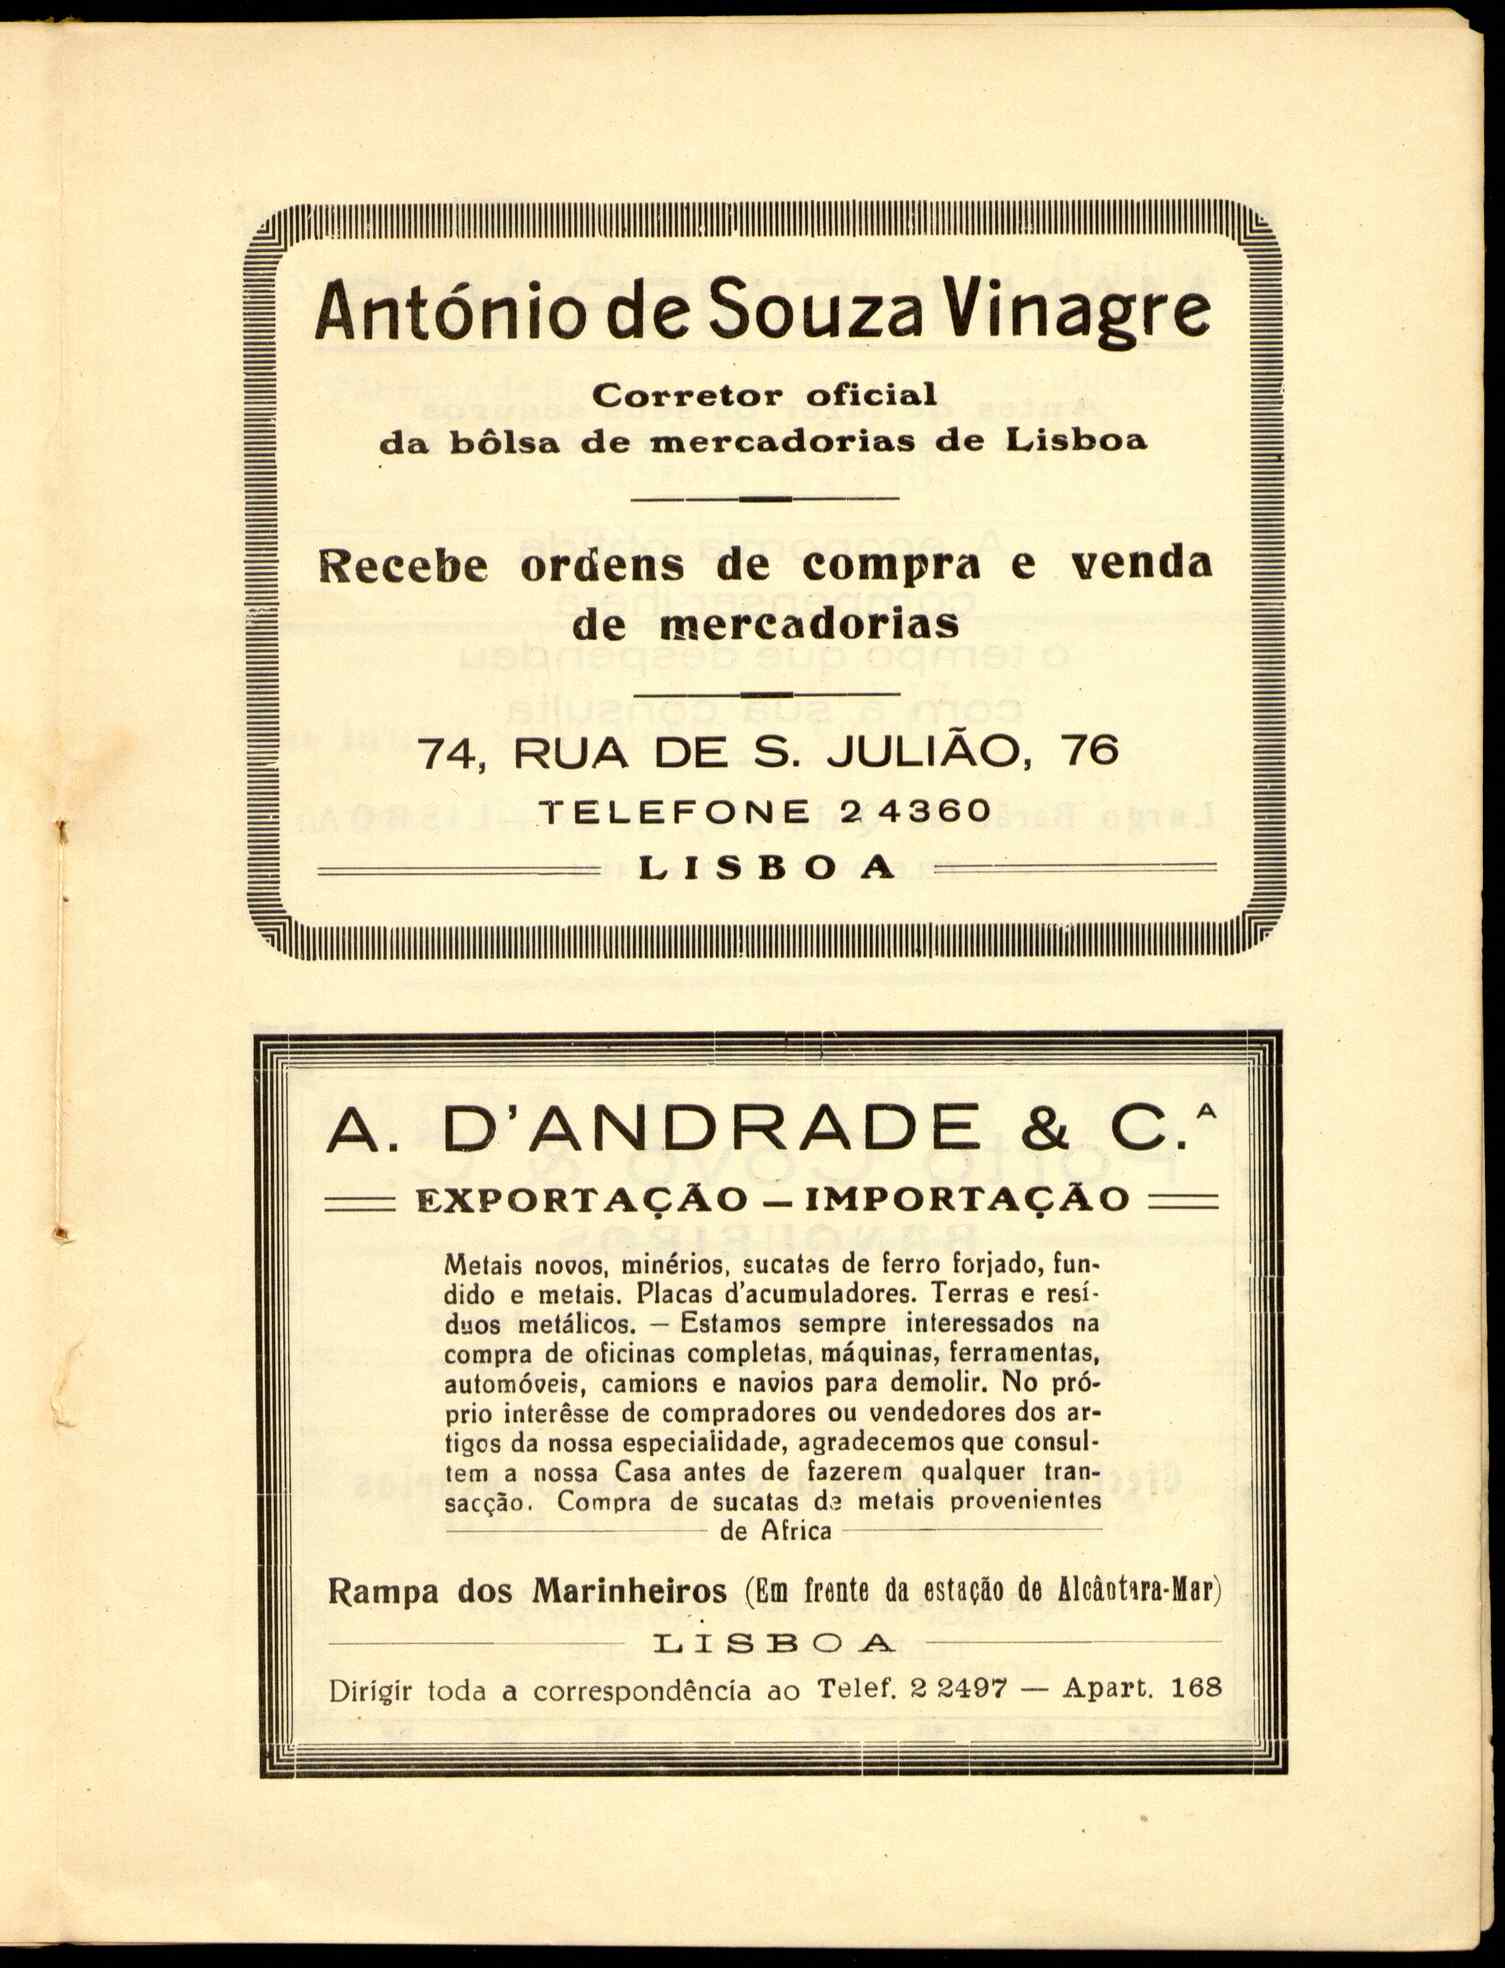 António de Souza Vinagre
Corretor oficial
da bôlsa de mercadorias de Lisboa
Recebe ordens de compra e venda
de mercadorias
74, RUA DE S. JULIÃO, 76
TELEFONE 2 4360
LISBOA
A. D'ANDRADE & C.ᴬ
EXPORTAÇÃO — IMPORTAÇÃO
Metais novos, minérios, sucatas de ferro forjado, fun-
dido e metais. Placas d'acumuladores. Terras e resí-
duos metálicos. — Estamos sempre interessados na
compra de oficinas completas, máquinas, ferramentas,
automóveis, camions e navios para demolir. No pró-
prio interêsse de compradores ou vendedores dos ar-
tigos da nossa especialidade, agradecemos que consul-
tem a nossa Casa antes de fazerem qualquer tran-
sacção. Compra de sucatas de metais provenientes
de Africa
Rampa dos Marinheiros (Em frente da estação de Alcântara-Mar)
LISBOA
Dirigir toda a correspondência ao Telef. 2 2497 — Apart. 168